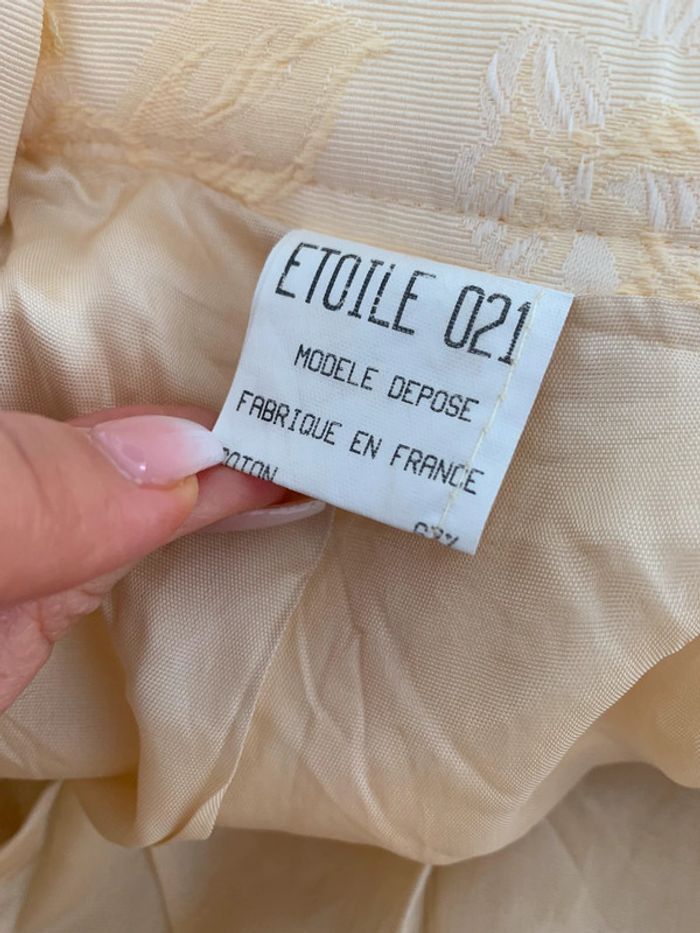 ETOILE 021
MODELE DEPOSE
FABRIQUE EN FRANCE